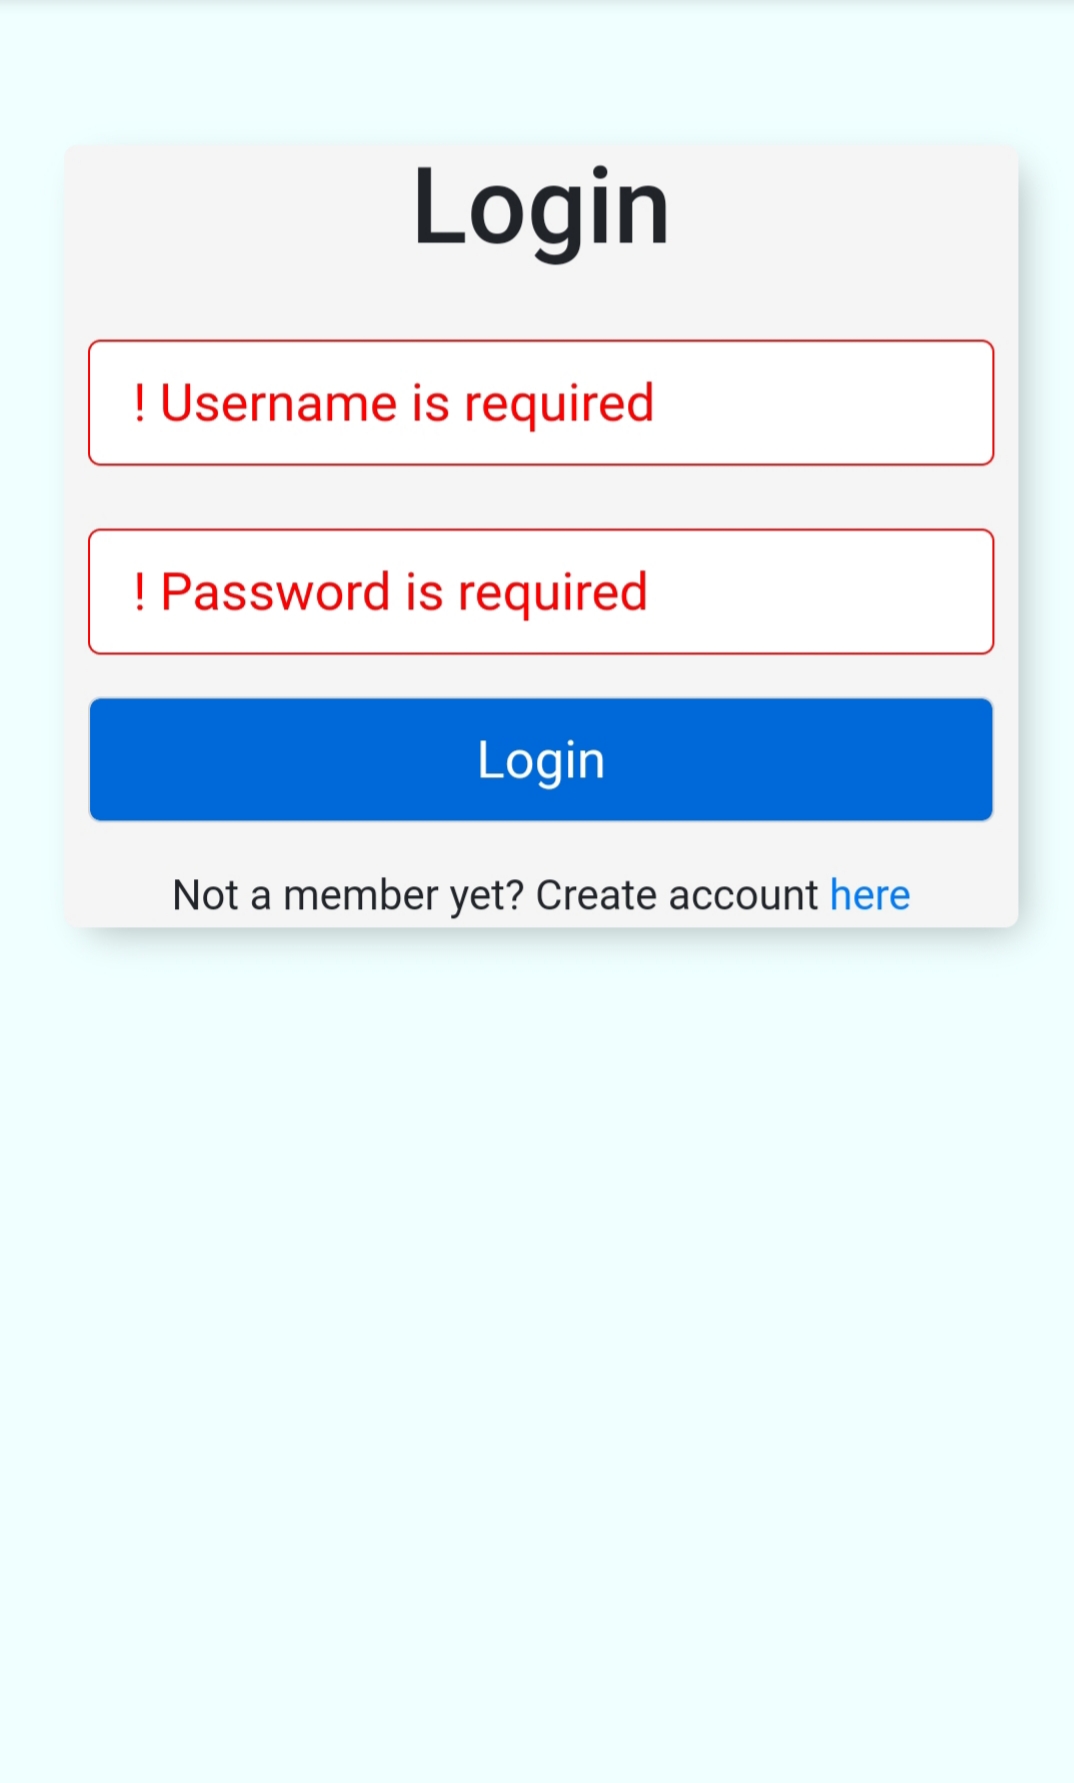 Login
! Username is required
! Password is required
Login
Not a member yet? Create account here